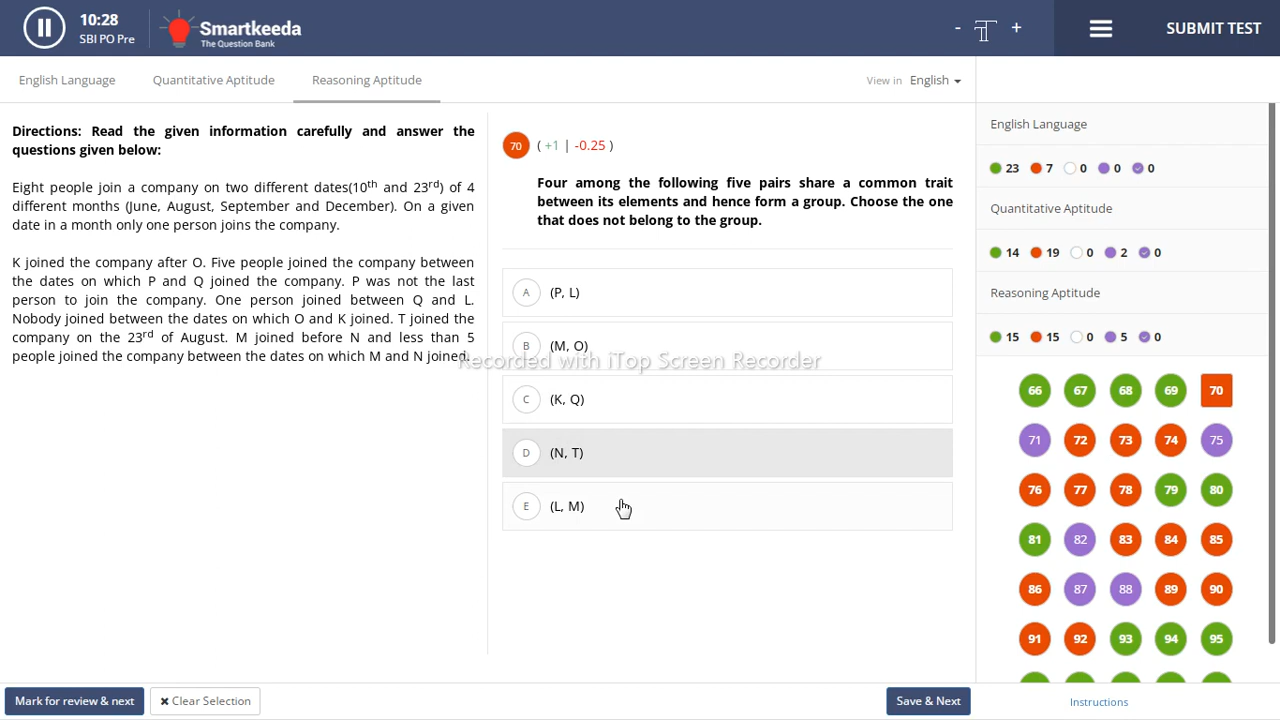 10:28
SBI PO Pre
Smartkeeda
The Question Bank
- T +
SUBMIT TEST
English Language
Quantitative Aptitude
Reasoning Aptitude
View in English
Directions: Read the given information carefully and answer the
questions given below:
Eight people join a company on two different dates(10th and 23rd) of 4
different months (June, August, September and December). On a given
date in a month only one person joins the company.
K joined the company after O. Five people joined the company between
the dates on which P and Q joined the company. P was not the last
person to join the company. One person joined between Q and L.
Nobody joined between the dates on which O and K joined. T joined the
company on the 23rd of August. M joined before N and less than 5
people joined the company between the dates on which M and N joined.
70 ( +1 | -0.25 )
Four among the following five pairs share a common trait
between its elements and hence form a group. Choose the one
that does not belong to the group.
A (P, L)
B (M, O)
C (K, Q)
D (N, T)
E (L, M)
Recorded with iTop Screen Recorder
English Language
23 7 0 0 0
Quantitative Aptitude
14 19 0 2 0
Reasoning Aptitude
15 15 0 5 0
66 67 68 69 70
71 72 73 74 75
76 77 78 79 80
81 82 83 84 85
86 87 88 89 90
91 92 93 94 95
Mark for review & next
✖ Clear Selection
Save & Next
Instructions